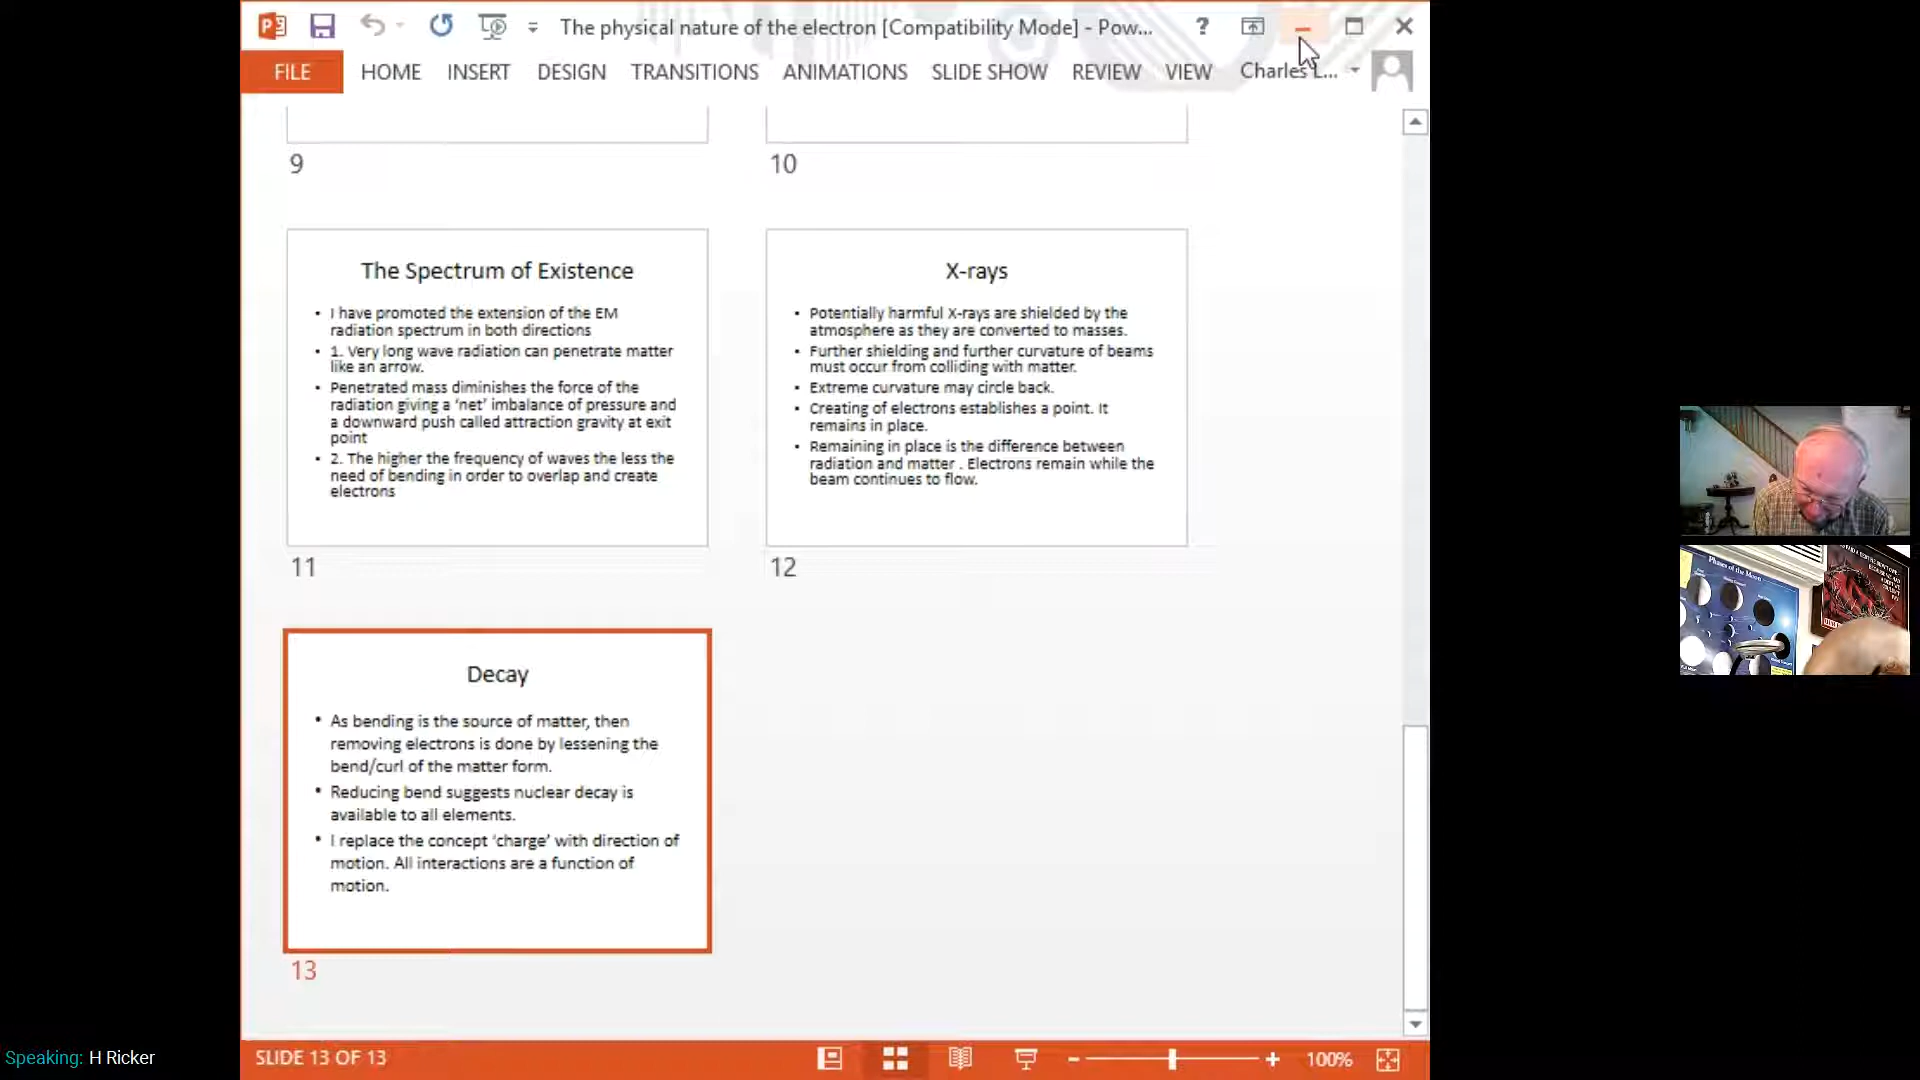 The physical nature of the electron [Compatibility Mode] - Pow...
?
FILE
HOME
INSERT
DESIGN
TRANSITIONS
ANIMATIONS
SLIDE SHOW
REVIEW
VIEW
Charles L...
9
10
The Spectrum of Existence
• I have promoted the extension of the EM
radiation spectrum in both directions
• 1. Very long wave radiation can penetrate matter
like an arrow.
• Penetrated mass diminishes the force of the
radiation giving a ‘net’ imbalance of pressure and
a downward push called attraction gravity at exit
point
• 2. The higher the frequency of waves the less the
need of bending in order to overlap and create
electrons
11
X-rays
• Potentially harmful X-rays are shielded by the
atmosphere as they are converted to masses.
• Further shielding and further curvature of beams
must occur from colliding with matter.
• Extreme curvature may circle back.
• Creating of electrons establishes a point. It
remains in place.
• Remaining in place is the difference between
radiation and matter . Electrons remain while the
beam continues to flow.
12
Decay
• As bending is the source of matter, then
removing electrons is done by lessening the
bend/curl of the matter form.
• Reducing bend suggests nuclear decay is
available to all elements.
• I replace the concept ‘charge’ with direction of
motion. All interactions are a function of
motion.
13
Phases of the Moon
Speaking: H Ricker
SLIDE 13 OF 13
100%